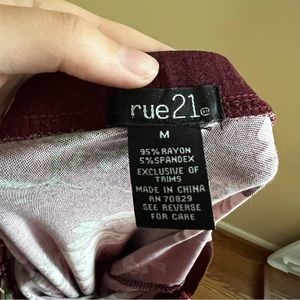 rue21
M
95% RAYON
5% SPANDEX
EXCLUSIVE OF
TRIMS
MADE IN CHINA
RN 70829
SEE REVERSE
FOR CARE